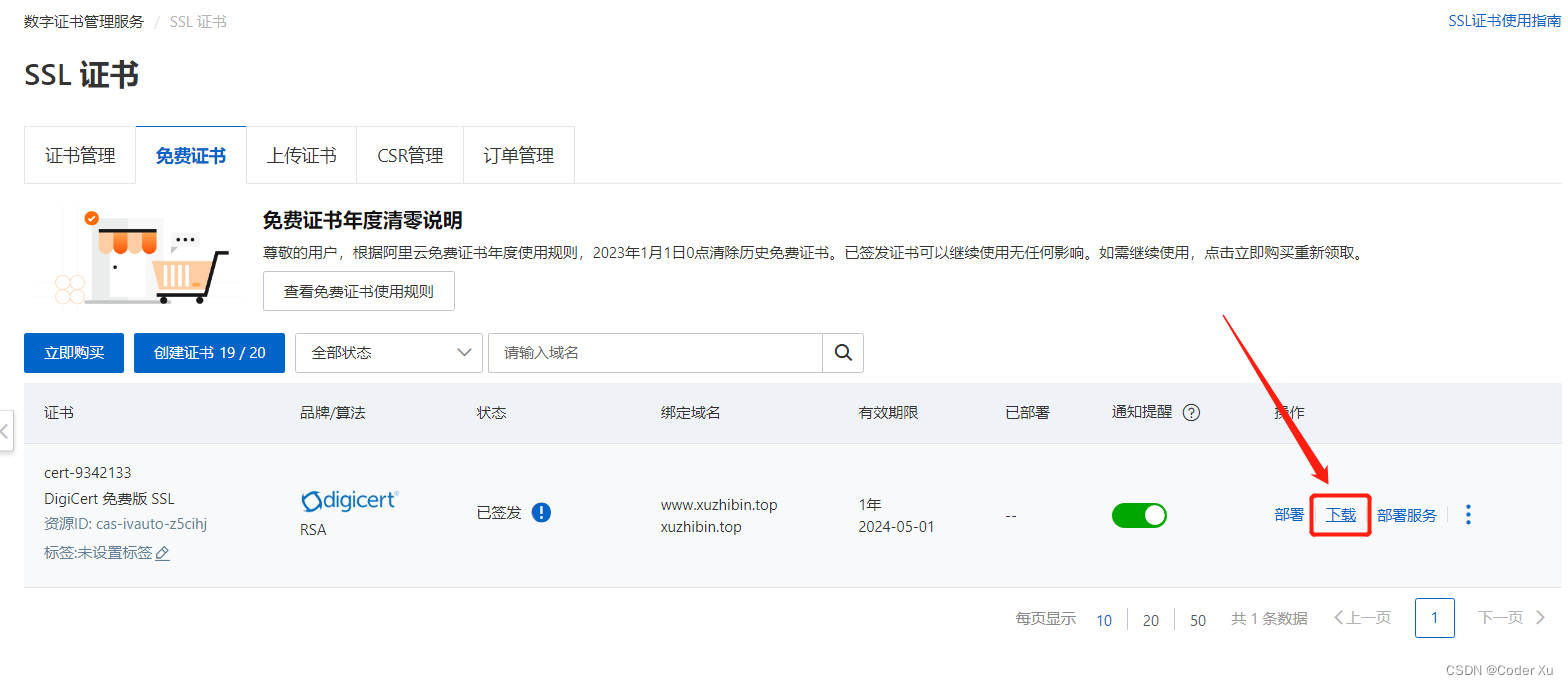 数字证书管理服务 / SSL 证书
SSL证书使用指南
SSL 证书
证书管理 免费证书 上传证书 CSR管理 订单管理
免费证书年度清零说明
尊敬的用户，根据阿里云免费证书年度使用规则，2023年1月1日0点清除历史免费证书。已签发证书可以继续使用无任何影响。如需继续使用，点击立即购买重新领取。
查看免费证书使用规则
立即购买 创建证书 19 / 20 全部状态 请输入域名
证书 品牌/算法 状态 绑定域名 有效期限 已部署 通知提醒 ? 操作
cert-9342133
DigiCert 免费版 SSL
资源ID: cas-ivauto-z5cihj
标签:未设置标签
digicert®
RSA
已签发 !
www.xuzhibin.top
xuzhibin.top
1年
2024-05-01
--
部署 下载 部署服务
每页显示 10 20 50 共 1 条数据 上一页 1 下一页
CSDN @Coder Xu